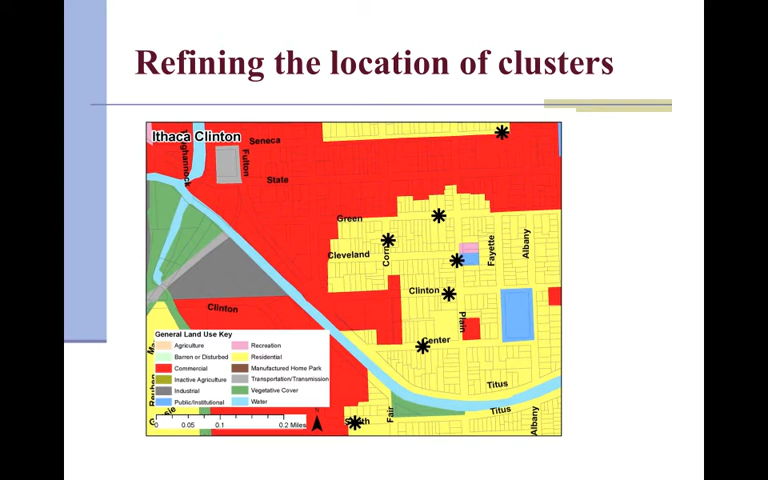 Refining the location of clusters
Ithaca Clinton
Seneca
Fulton
State
Green
Cleveland
Fayette
Albany
Clinton
Clinton
Plain
Center
Titus
Titus
Fair
Albany
General Land Use Key
Agriculture
Recreation
Barren or Disturbed
Residential
Commercial
Manufactured Home Park
Inactive Agriculture
Transportation/Transmission
Industrial
Vegetative Cover
Public/Institutional
Water
0 0.05 0.1 0.2 Miles